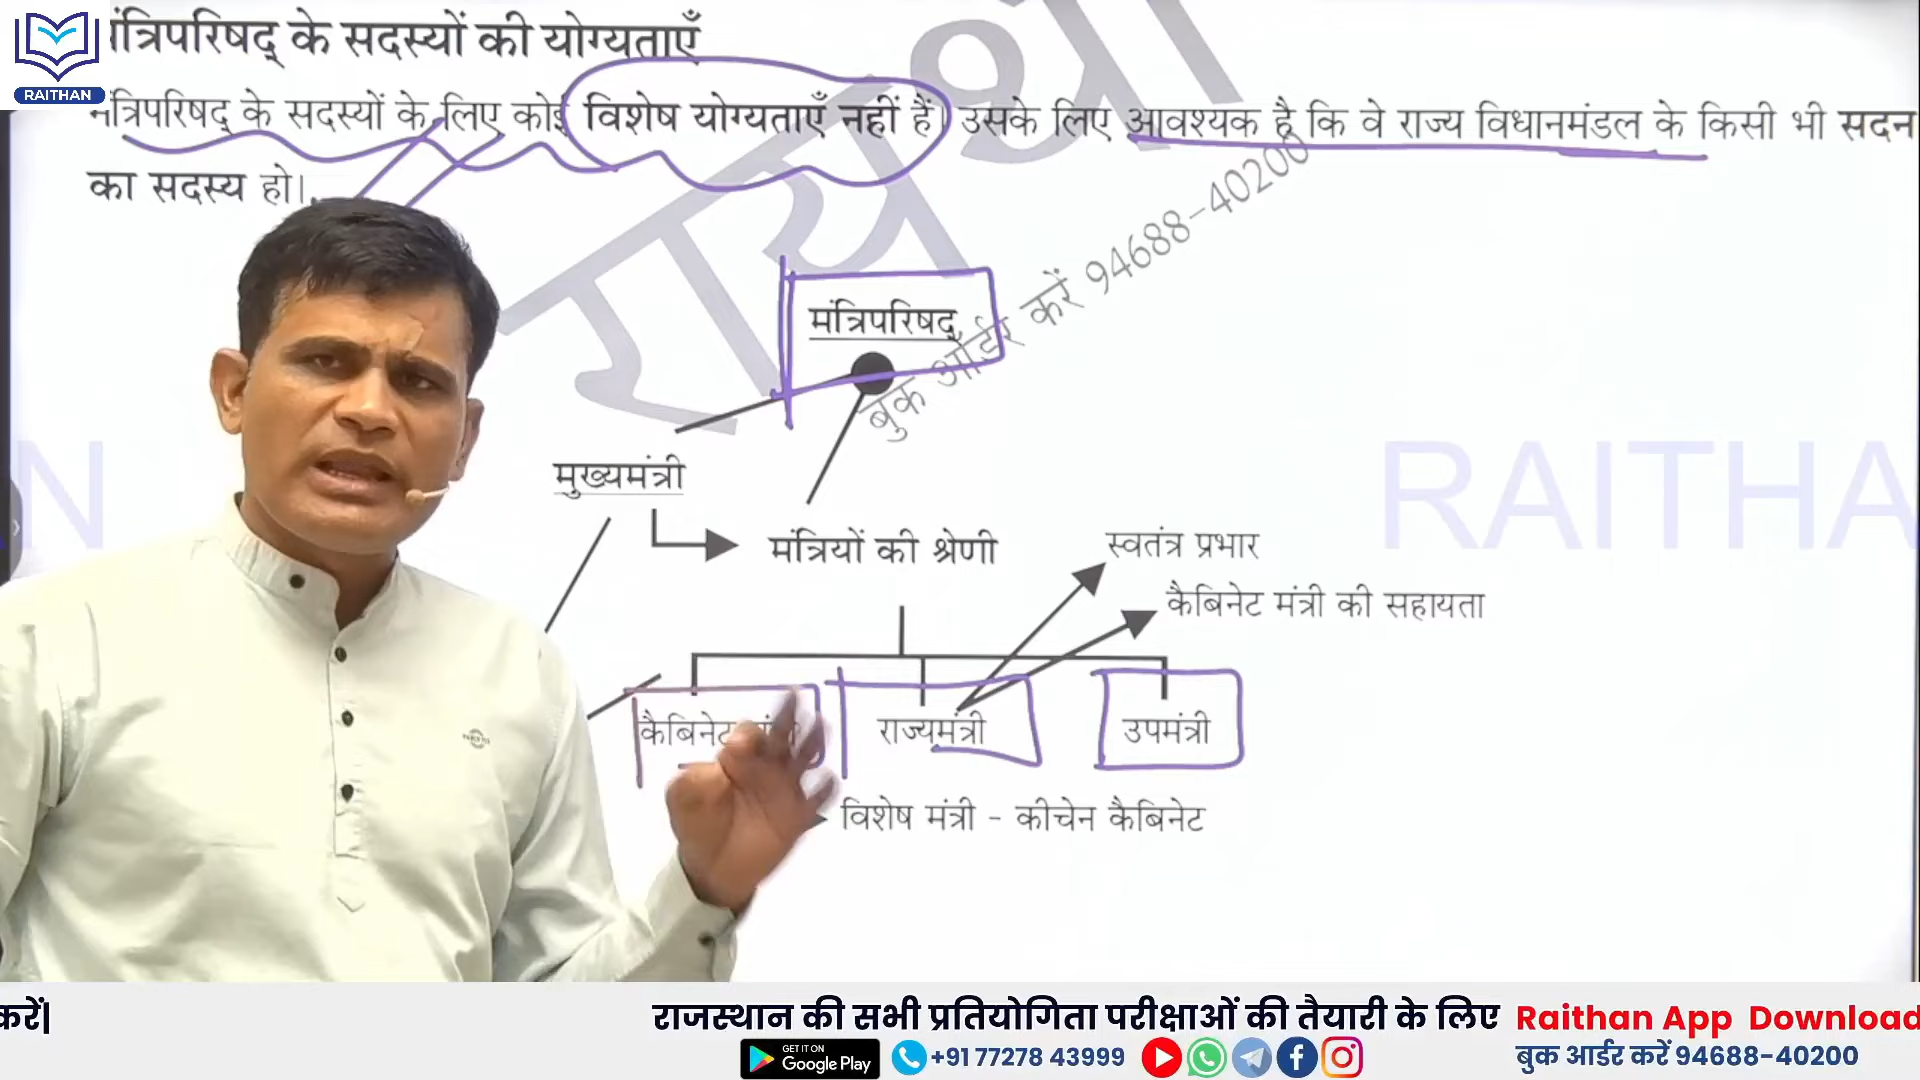 RAITHAN
मंत्रिपरिषद् के सदस्यों की योग्यताएँ
मंत्रिपरिषद् के सदस्यों के लिए कोई विशेष योग्यताएँ नहीं हैं। उसके लिए आवश्यक है कि वे राज्य विधानमंडल के किसी भी सदन
का सदस्य हो।
राय थ्री
बुक ऑर्डर करें 94688-40200
मंत्रिपरिषद्
मुख्यमंत्री
मंत्रियों की श्रेणी
स्वतंत्र प्रभार
कैबिनेट मंत्री की सहायता
N
RAITHA
कैबिनेट
राज्यमंत्री
उपमंत्री
विशेष मंत्री - कीचेन कैबिनेट
करें|
राजस्थान की सभी प्रतियोगिता परीक्षाओं की तैयारी के लिए Raithan App Download
GET IT ON
Google Play
+91 77278 43999
बुक आर्डर करें 94688-40200